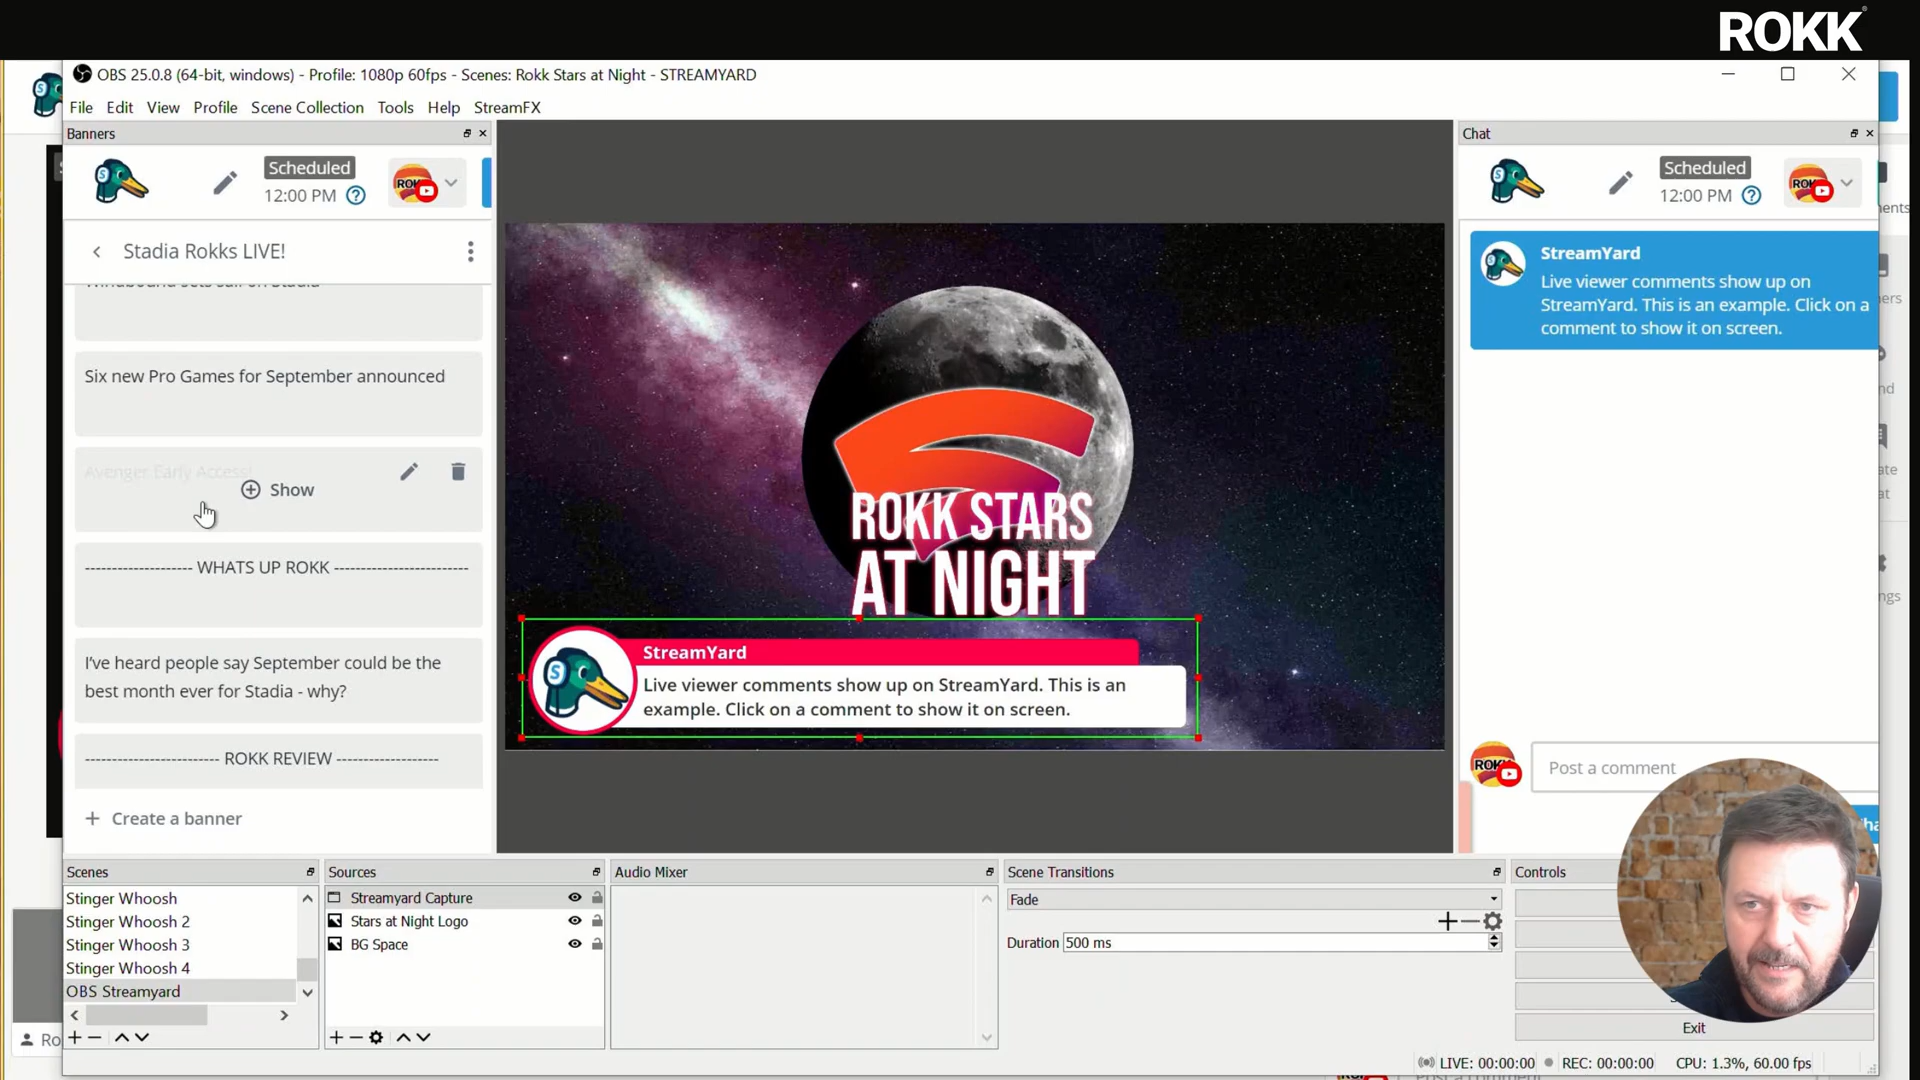 ROKK
OBS 25.0.8 (64-bit, windows) - Profile: 1080p 60fps - Scenes: Rokk Stars at Night - STREAMYARD
File Edit View Profile Scene Collection Tools Help StreamFX
Banners
Scheduled
12:00 PM
Stadia Rokks LIVE!
Windbound sets sail on Stadia
Six new Pro Games for September announced
Avenger Early Access!
Show
-------------------- WHATS UP ROKK -------------------------
I've heard people say September could be the
best month ever for Stadia - why?
------------------------- ROKK REVIEW -------------------
+ Create a banner
ROKK STARS
AT NIGHT
StreamYard
Live viewer comments show up on StreamYard. This is an
example. Click on a comment to show it on screen.
Chat
Scheduled
12:00 PM
StreamYard
Live viewer comments show up on
StreamYard. This is an example. Click on a
comment to show it on screen.
Post a comment
Scenes
Stinger Whoosh
Stinger Whoosh 2
Stinger Whoosh 3
Stinger Whoosh 4
OBS Streamyard
Sources
Streamyard Capture
Stars at Night Logo
BG Space
Audio Mixer
Scene Transitions
Fade
Duration 500 ms
Controls
Exit
LIVE: 00:00:00 REC: 00:00:00 CPU: 1.3%, 60.00 fps